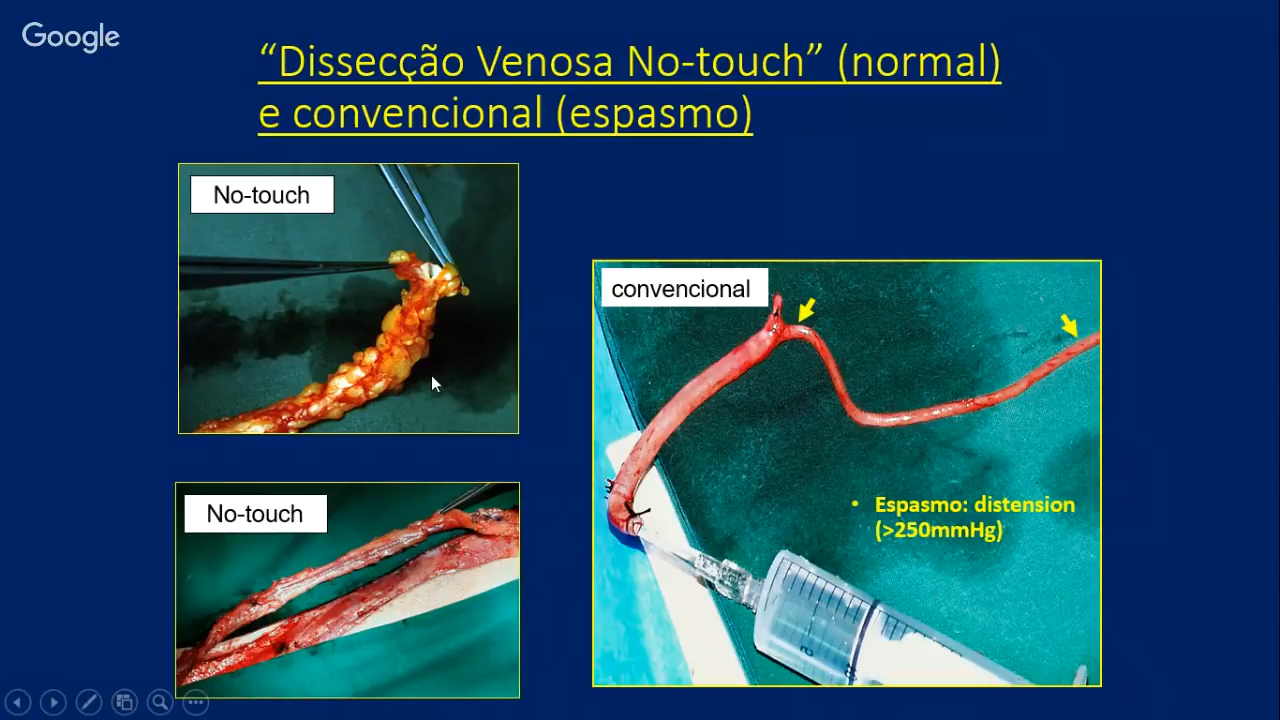 Google
“Dissecção Venosa No-touch” (normal)
e convencional (espasmo)
No-touch
convencional
No-touch
• Espasmo: distension
(>250mmHg)